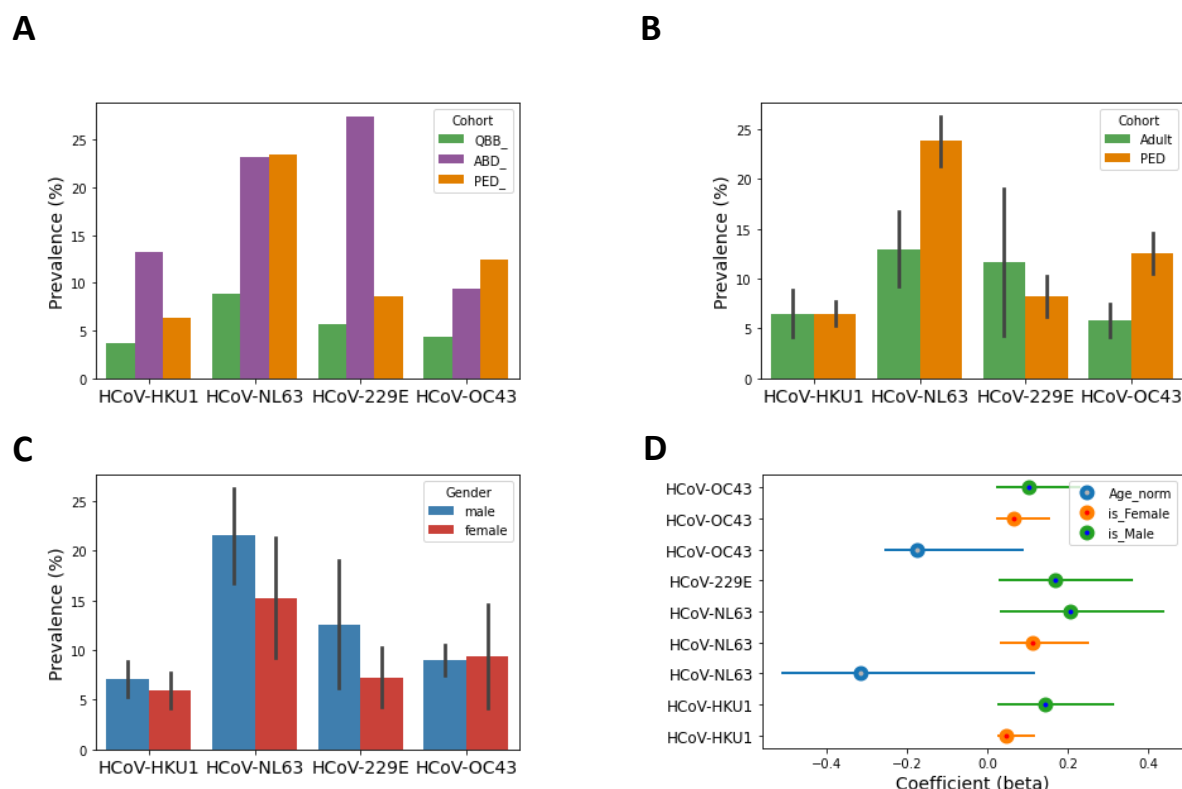 A
Cohort
QBB_
ABD_
PED_
25
20
15
10
5
0
Prevalence (%)
HCoV-HKU1 HCoV-NL63 HCoV-229E HCoV-OC43
B
Cohort
Adult
PED
25
20
15
10
5
0
Prevalence (%)
HCoV-HKU1 HCoV-NL63 HCoV-229E HCoV-OC43
C
Gender
male
female
25
20
15
10
5
0
Prevalence (%)
HCoV-HKU1 HCoV-NL63 HCoV-229E HCoV-OC43
D
Age_norm
is_Female
is_Male
HCoV-OC43
HCoV-OC43
HCoV-OC43
HCoV-229E
HCoV-NL63
HCoV-NL63
HCoV-NL63
HCoV-HKU1
HCoV-HKU1
−0.4 −0.2 0.0 0.2 0.4
Coefficient (beta)